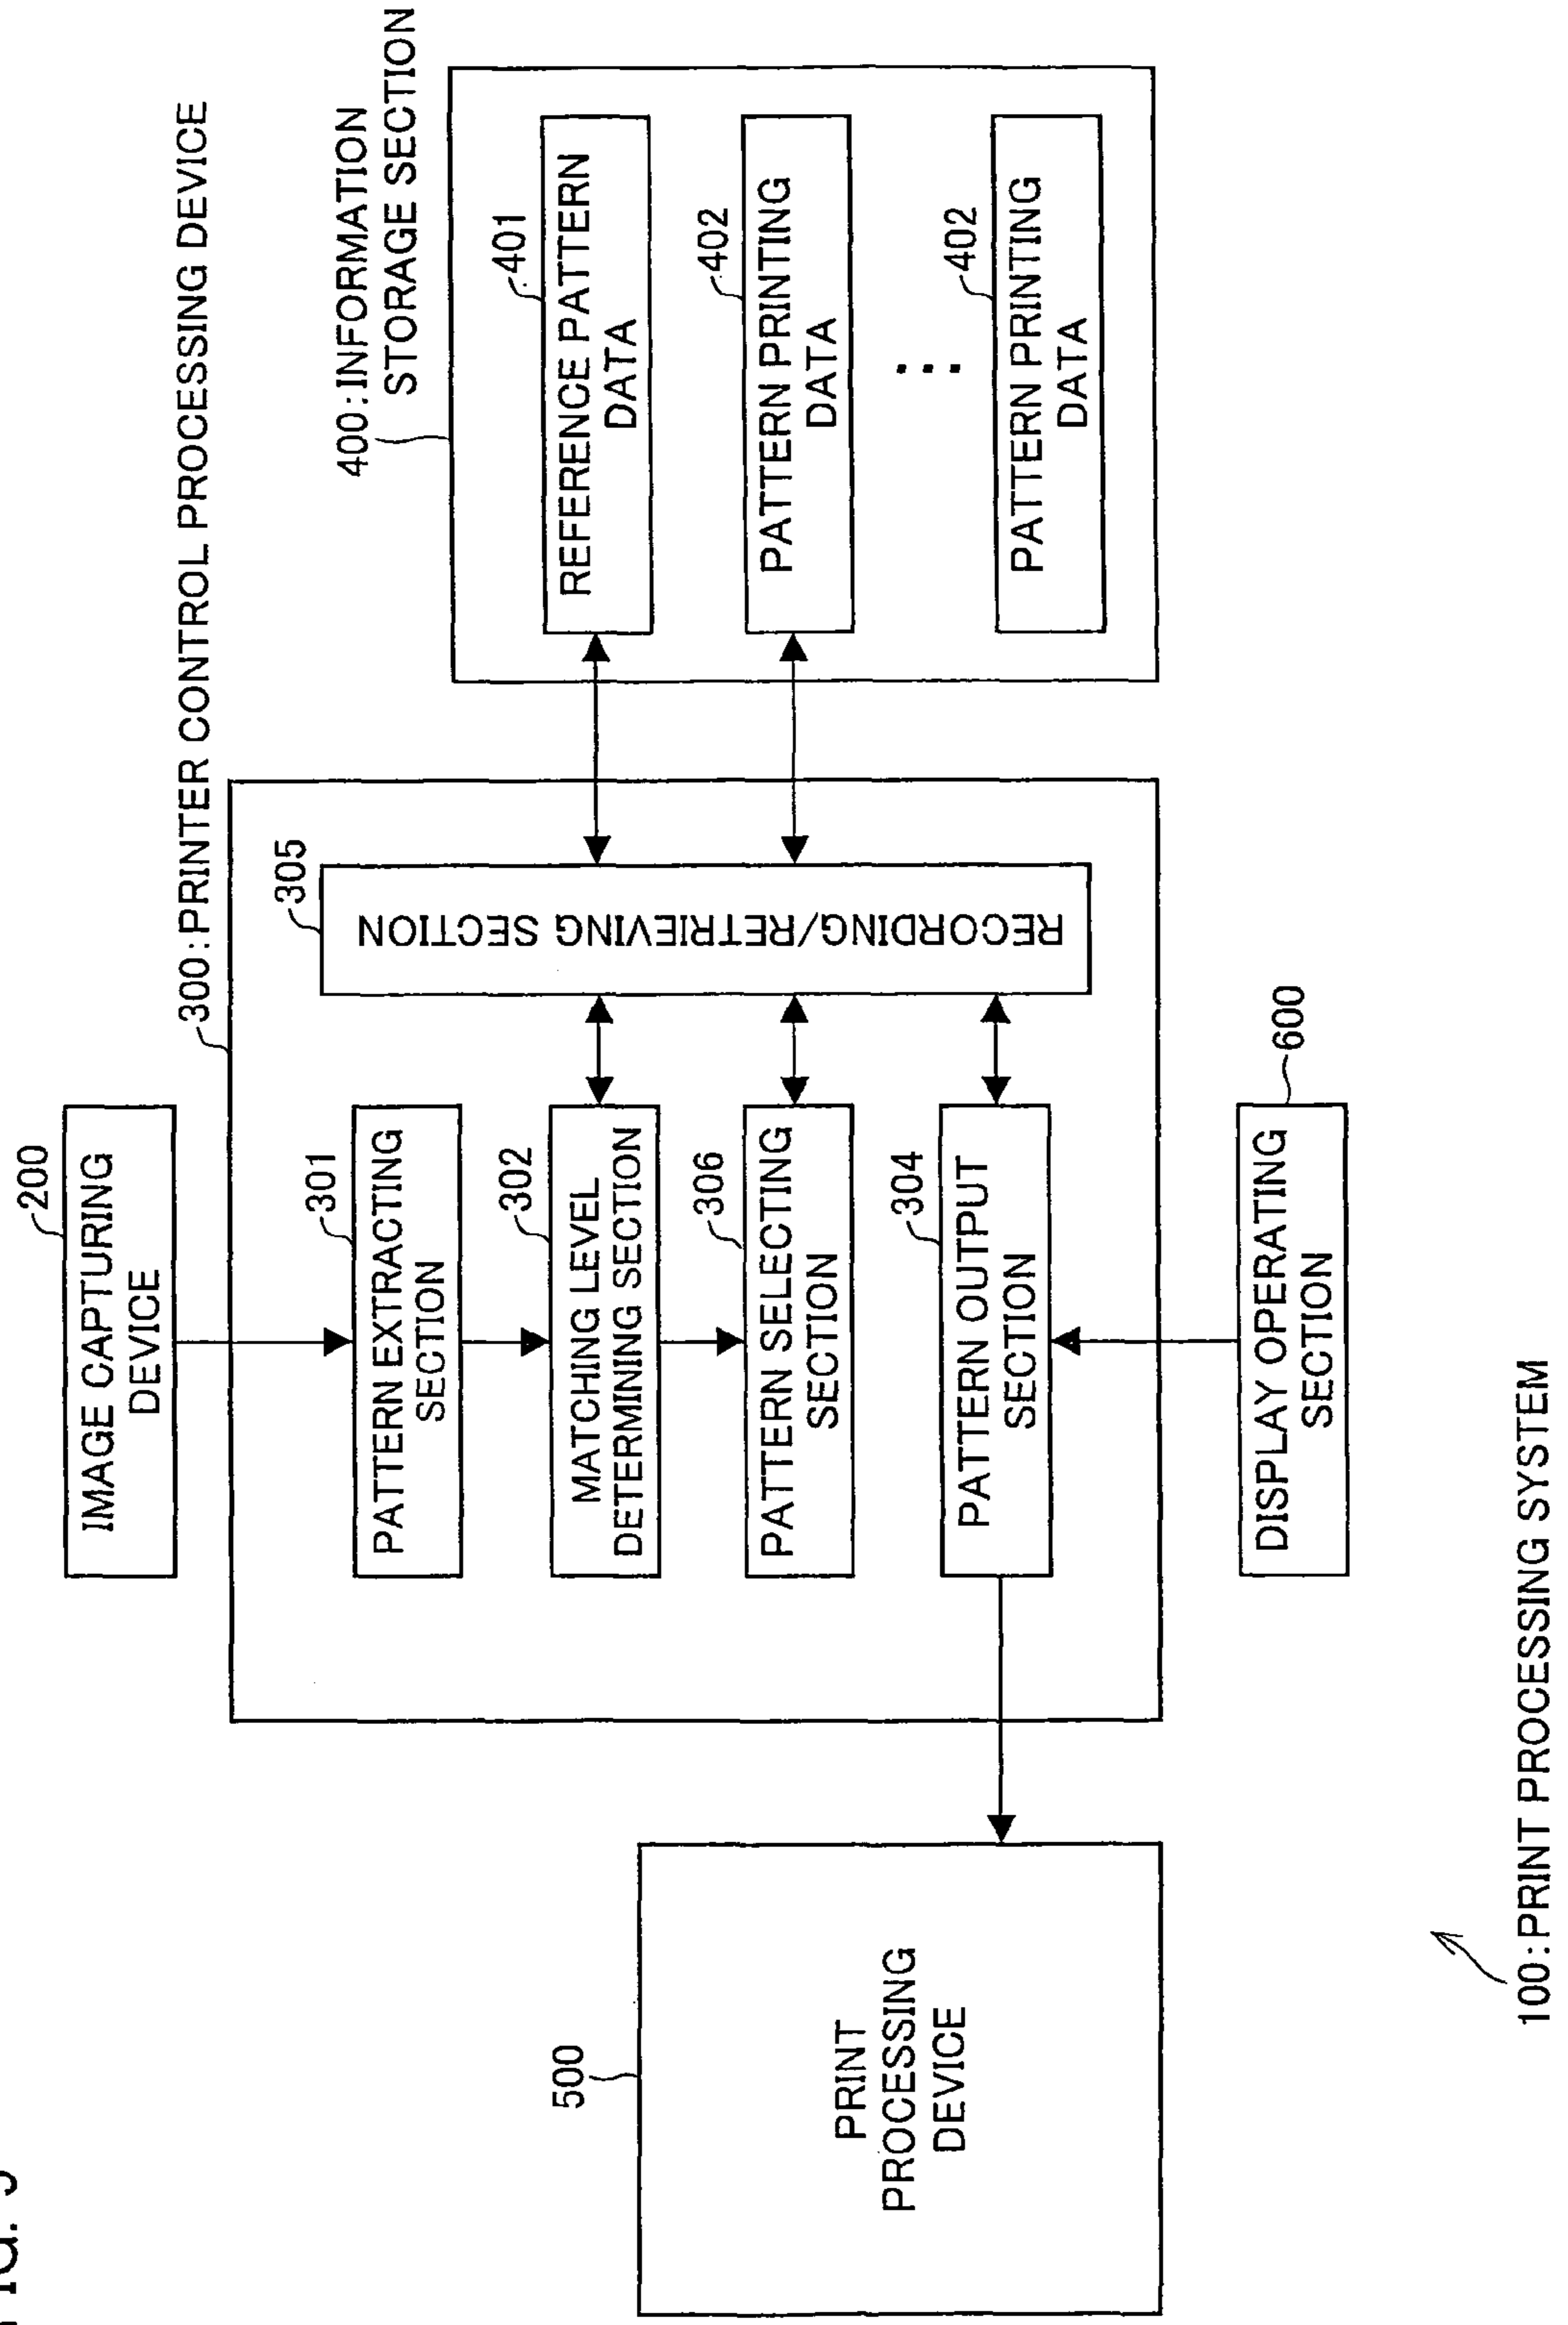 200
IMAGE CAPTURING
DEVICE
300:PRINTER CONTROL PROCESSING DEVICE
301
PATTERN EXTRACTING
SECTION
302
MATCHING LEVEL
DETERMINING SECTION
306
PATTERN SELECTING
SECTION
304
PATTERN OUTPUT
SECTION
305
RECORDING/RETRIEVING SECTION
400:INFORMATION
STORAGE SECTION
401
REFERENCE PATTERN
DATA
402
PATTERN PRINTING
DATA
...
402
PATTERN PRINTING
DATA
500
PRINT
PROCESSING
DEVICE
600
DISPLAY OPERATING
SECTION
100:PRINT PROCESSING SYSTEM